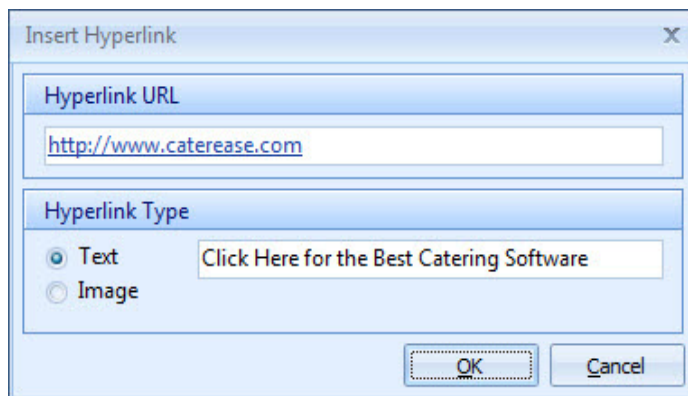 Insert Hyperlink
Hyperlink URL
http://www.caterease.com
Hyperlink Type
Text
Click Here for the Best Catering Software
Image
OK
Cancel